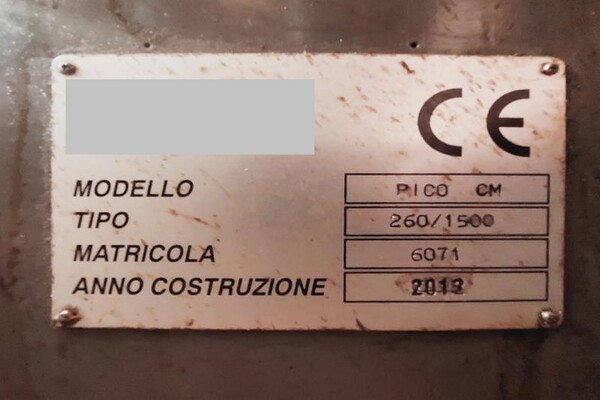 CE
MODELLO PICO CM
TIPO 260/1500
MATRICOLA 6071
ANNO COSTRUZIONE